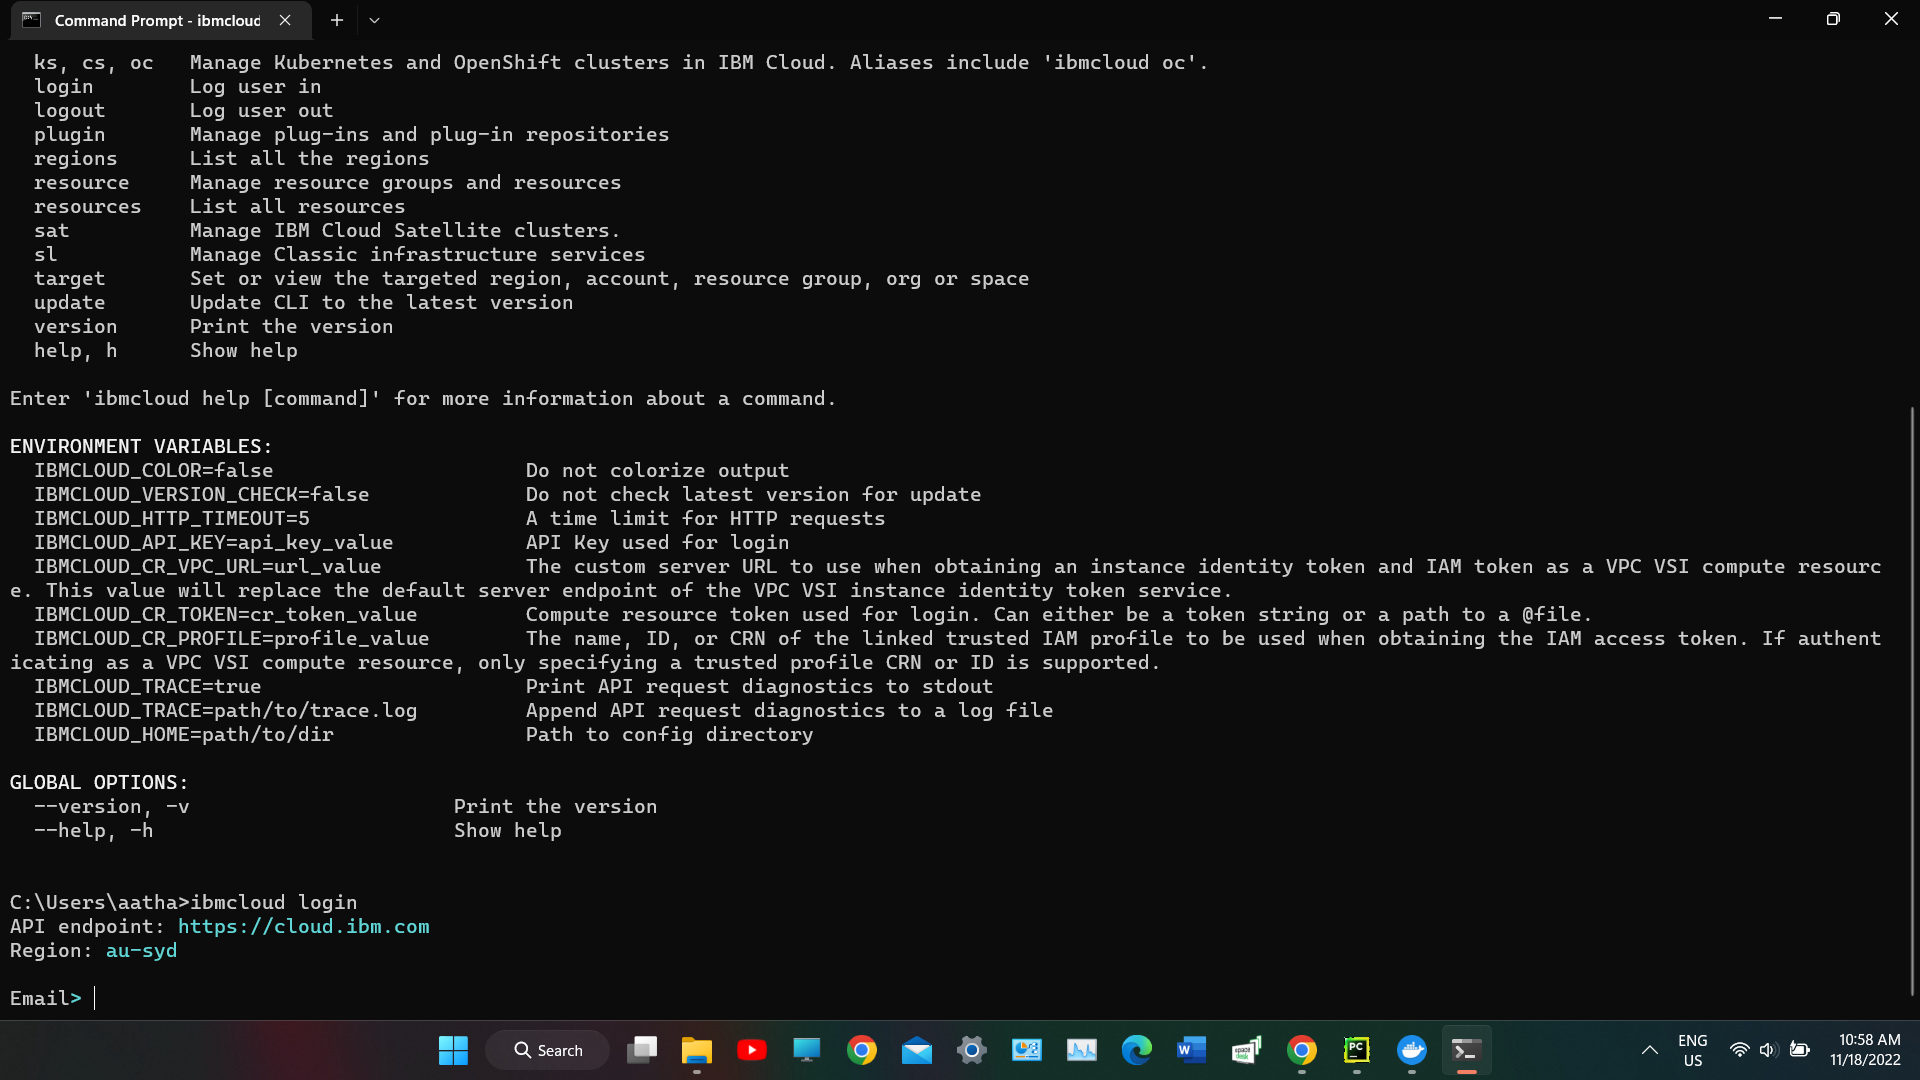 Command Prompt - ibmcloud
ks, cs, oc   Manage Kubernetes and OpenShift clusters in IBM Cloud. Aliases include 'ibmcloud oc'.
login        Log user in
logout       Log user out
plugin       Manage plug-ins and plug-in repositories
regions      List all the regions
resource     Manage resource groups and resources
resources    List all resources
sat          Manage IBM Cloud Satellite clusters.
sl           Manage Classic infrastructure services
target       Set or view the targeted region, account, resource group, org or space
update       Update CLI to the latest version
version      Print the version
help, h      Show help
Enter 'ibmcloud help [command]' for more information about a command.
ENVIRONMENT VARIABLES:
IBMCLOUD_COLOR=false                     Do not colorize output
IBMCLOUD_VERSION_CHECK=false             Do not check latest version for update
IBMCLOUD_HTTP_TIMEOUT=5                  A time limit for HTTP requests
IBMCLOUD_API_KEY=api_key_value           API Key used for login
IBMCLOUD_CR_VPC_URL=url_value            The custom server URL to use when obtaining an instance identity token and IAM token as a VPC VSI compute resourc
e. This value will replace the default server endpoint of the VPC VSI instance identity token service.
IBMCLOUD_CR_TOKEN=cr_token_value         Compute resource token used for login. Can either be a token string or a path to a @file.
IBMCLOUD_CR_PROFILE=profile_value        The name, ID, or CRN of the linked trusted IAM profile to be used when obtaining the IAM access token. If authent
icating as a VPC VSI compute resource, only specifying a trusted profile CRN or ID is supported.
IBMCLOUD_TRACE=true                      Print API request diagnostics to stdout
IBMCLOUD_TRACE=path/to/trace.log         Append API request diagnostics to a log file
IBMCLOUD_HOME=path/to/dir                Path to config directory
GLOBAL OPTIONS:
--version, -v                      Print the version
--help, -h                         Show help
C:\Users\aatha>ibmcloud login
API endpoint: https://cloud.ibm.com
Region: au-syd
Email>
Search
W
space desk
PC
ENG
US
10:58 AM
11/18/2022